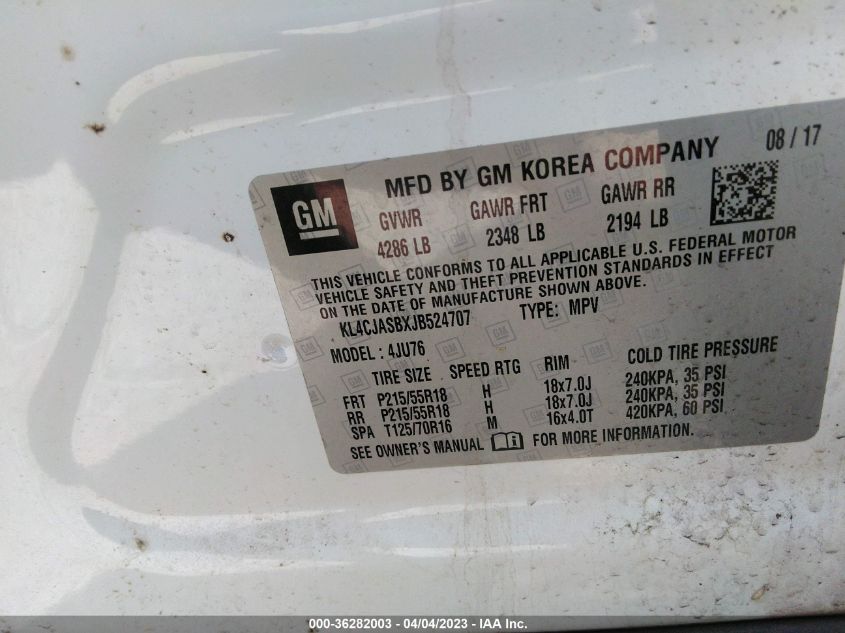 08 / 17
GM
MFD BY GM KOREA COMPANY
GVWR GAWR FRT GAWR RR
4286 LB 2348 LB 2194 LB
THIS VEHICLE CONFORMS TO ALL APPLICABLE U.S. FEDERAL MOTOR
VEHICLE SAFETY AND THEFT PREVENTION STANDARDS IN EFFECT
ON THE DATE OF MANUFACTURE SHOWN ABOVE.
KL4CJASBXJB524707 TYPE: MPV
MODEL : 4JU76
TIRE SIZE SPEED RTG RIM COLD TIRE PRESSURE
FRT P215/55R18 H 18x7.0J 240KPA, 35 PSI
RR P215/55R18 H 18x7.0J 240KPA, 35 PSI
SPA T125/70R16 M 16x4.0T 420KPA, 60 PSI
SEE OWNER'S MANUAL FOR MORE INFORMATION.
000-36282003 - 04/04/2023 - IAA Inc.